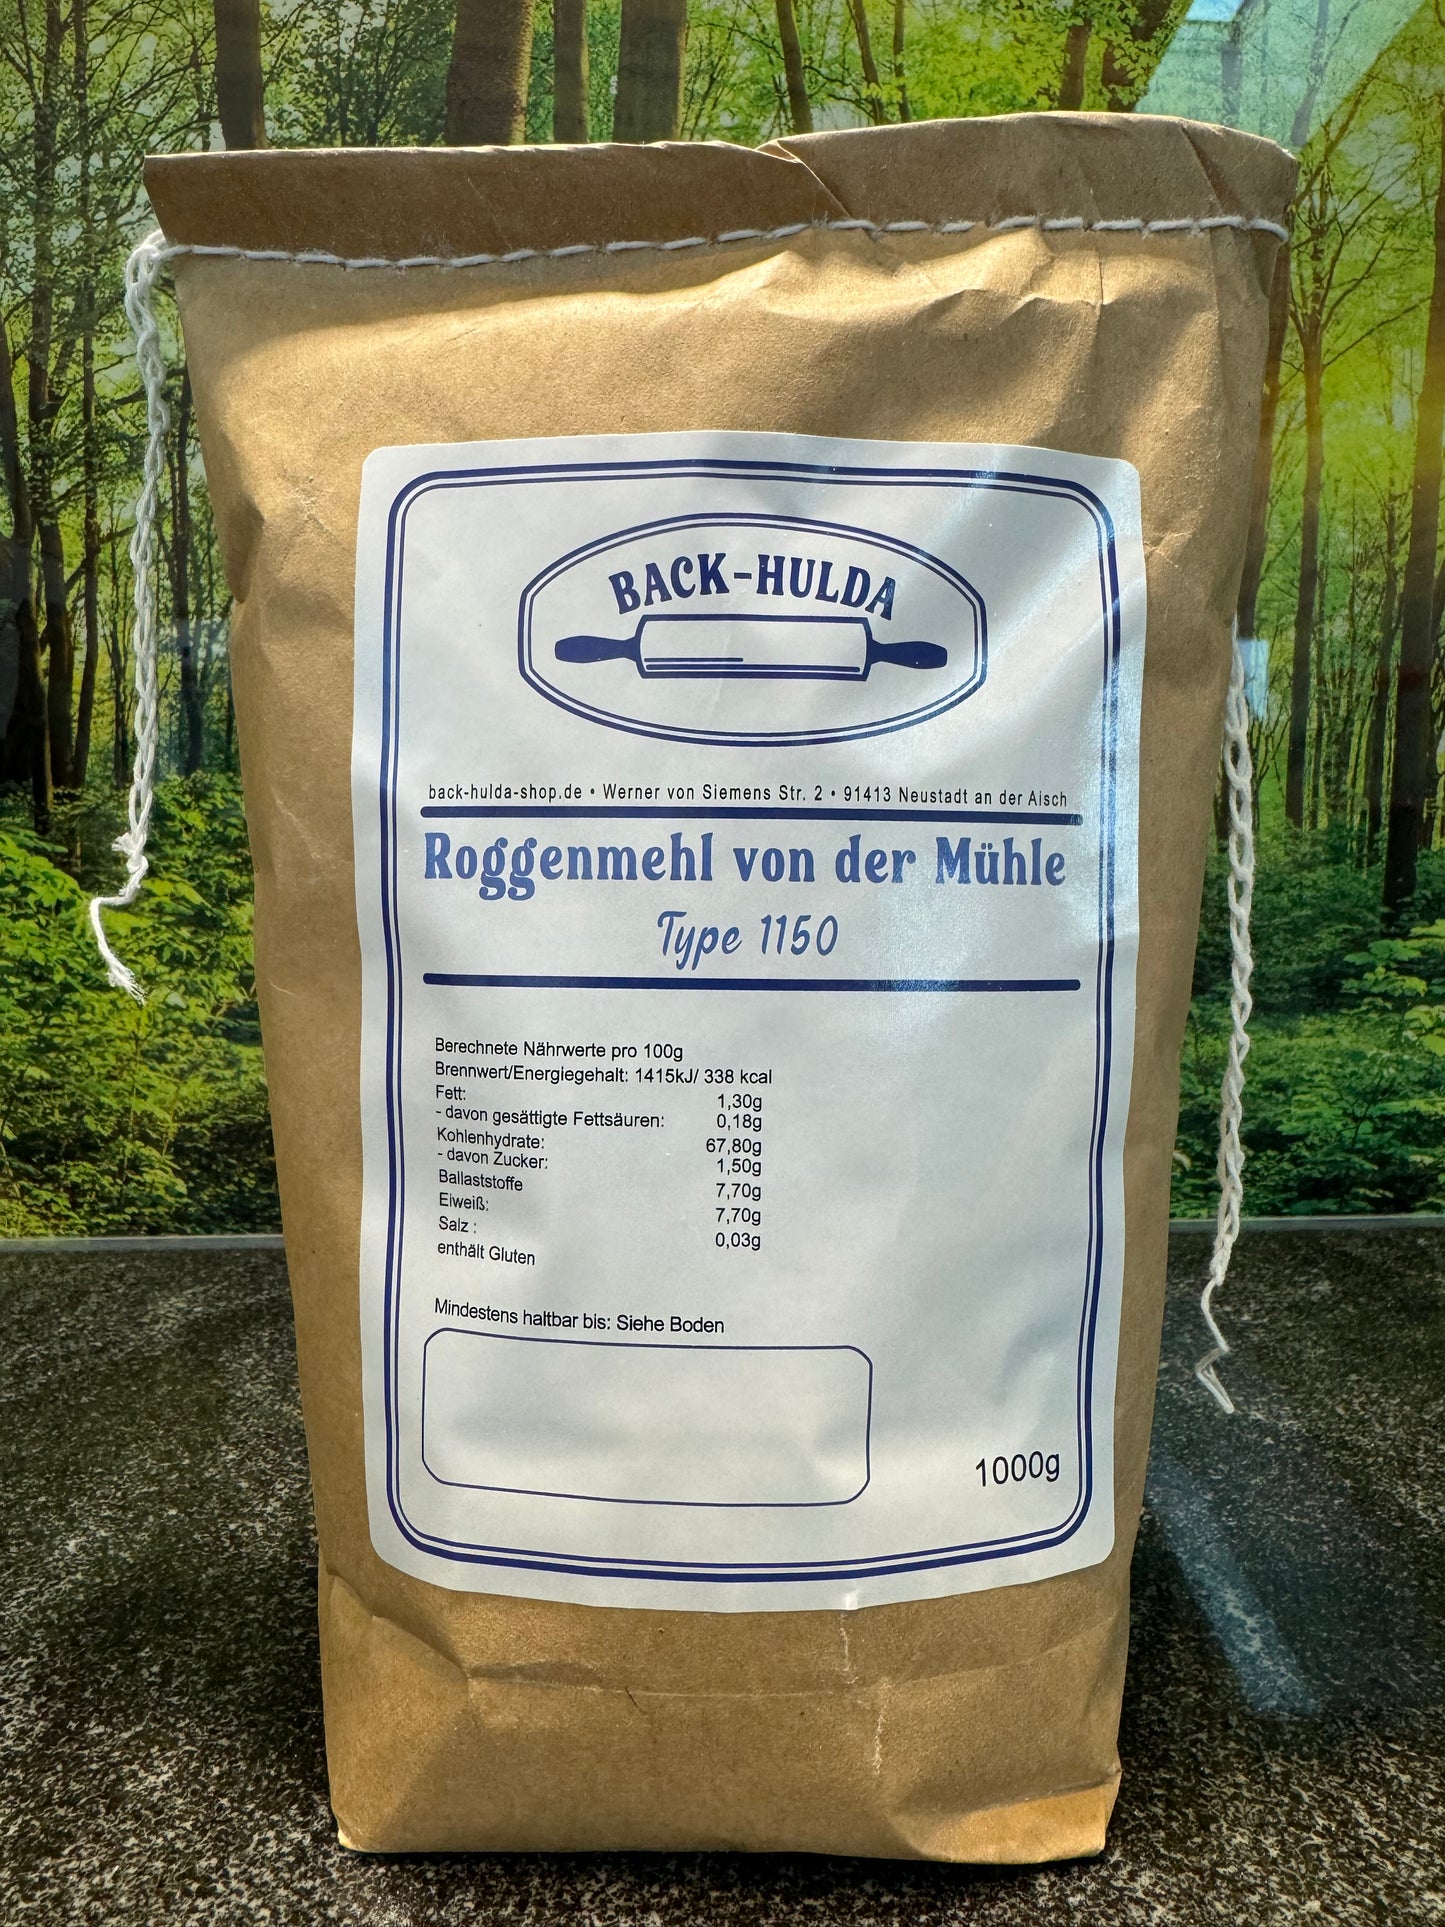 BACK-HULDA
back-hulda-shop.de • Werner von Siemens Str. 2 • 91413 Neustadt an der Aisch
Roggenmehl von der Mühle
Type 1150
Berechnete Nährwerte pro 100g
Brennwert/Energiegehalt: 1415kJ/ 338 kcal
Fett: 1,30g
- davon gesättigte Fettsäuren: 0,18g
Kohlenhydrate: 67,80g
- davon Zucker: 1,50g
Ballaststoffe 7,70g
Eiweiß: 7,70g
Salz : 0,03g
enthält Gluten
Mindestens haltbar bis: Siehe Boden
1000g